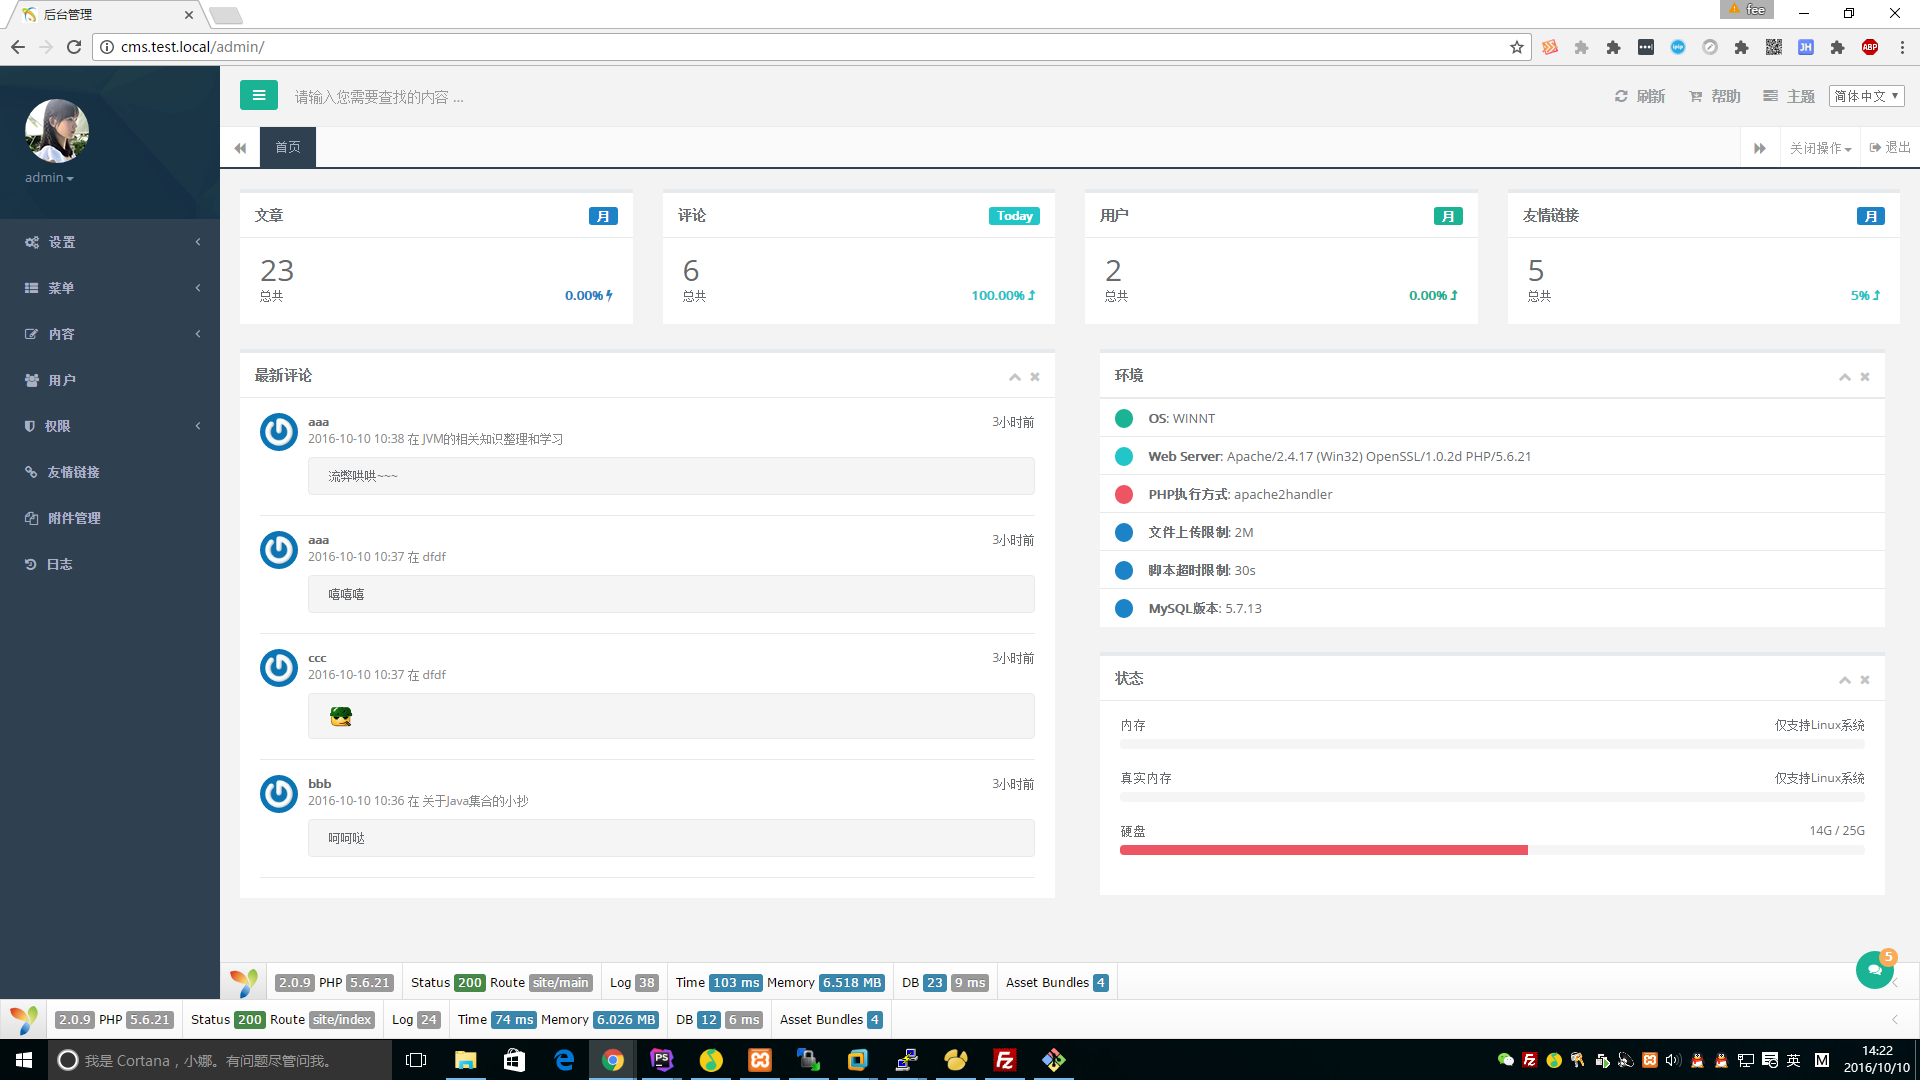 后台管理
fee
cms.test.local/admin/
JH
ABP
admin
设置
菜单
内容
用户
权限
友情链接
附件管理
日志
请输入您需要查找的内容 ...
刷新
帮助
主题
简体中文
首页
关闭操作
退出
文章
月
23
总共
0.00%
评论
Today
6
总共
100.00%
用户
月
2
总共
0.00%
友情链接
月
5
总共
5%
最新评论
aaa
3小时前
2016-10-10 10:38 在 JVM的相关知识整理和学习
流弊哄哄~~~
aaa
3小时前
2016-10-10 10:37 在 dfdf
嘻嘻嘻
ccc
3小时前
2016-10-10 10:37 在 dfdf
bbb
3小时前
2016-10-10 10:36 在 关于Java集合的小抄
呵呵哒
环境
OS: WINNT
Web Server: Apache/2.4.17 (Win32) OpenSSL/1.0.2d PHP/5.6.21
PHP执行方式: apache2handler
文件上传限制: 2M
脚本超时限制: 30s
MySQL版本: 5.7.13
状态
内存
仅支持Linux系统
真实内存
仅支持Linux系统
硬盘
14G / 25G
5
2.0.9 PHP 5.6.21 Status 200 Route site/main Log 38 Time 103 ms Memory 6.518 MB DB 23 9 ms Asset Bundles 4
2.0.9 PHP 5.6.21 Status 200 Route site/index Log 24 Time 74 ms Memory 6.026 MB DB 12 6 ms Asset Bundles 4
我是 Cortana，小娜。有问题尽管问我。
PS
英
M
14:22
2016/10/10